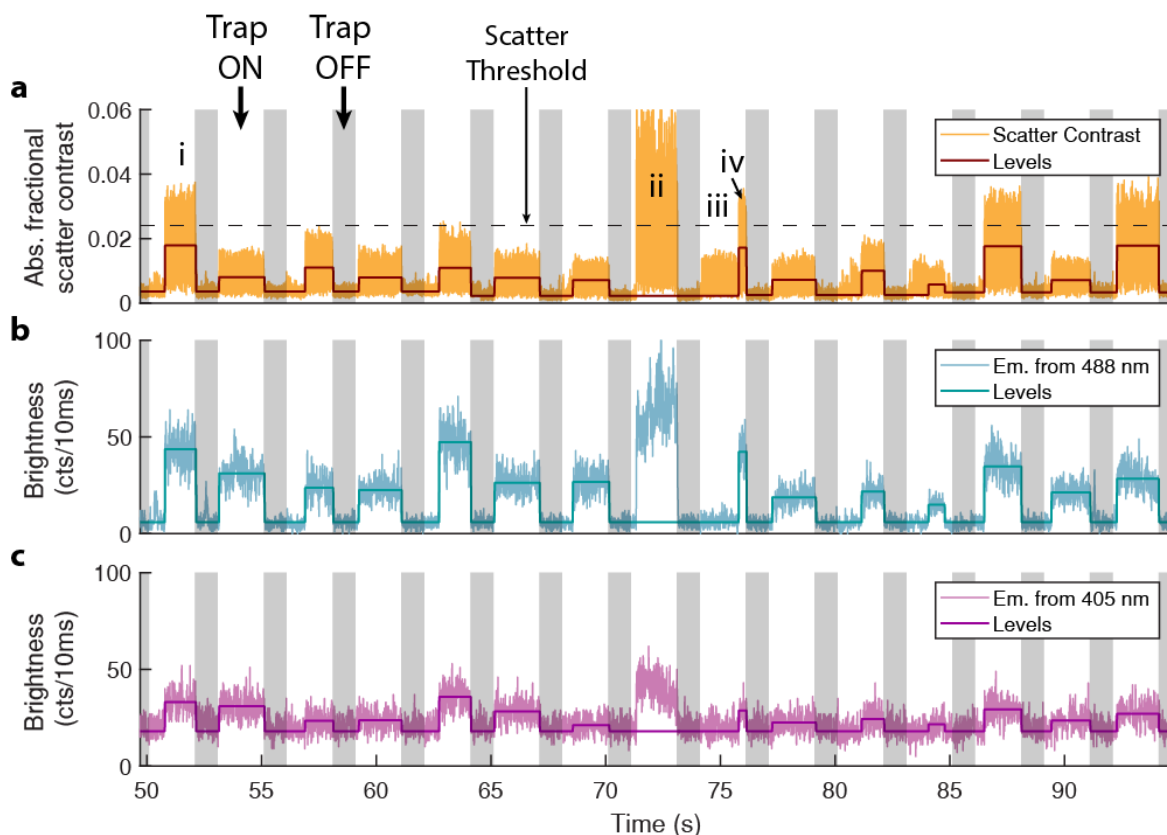 Trap
ON
Trap
OFF
Scatter
Threshold
a
Abs. fractional
scatter contrast
0.06
0.04
0.02
0
i
ii
iii
iv
Scatter Contrast
Levels
b
Brightness
(cts/10ms)
100
50
0
Em. from 488 nm
Levels
c
Brightness
(cts/10ms)
100
50
0
Em. from 405 nm
Levels
50 55 60 65 70 75 80 85 90
Time (s)